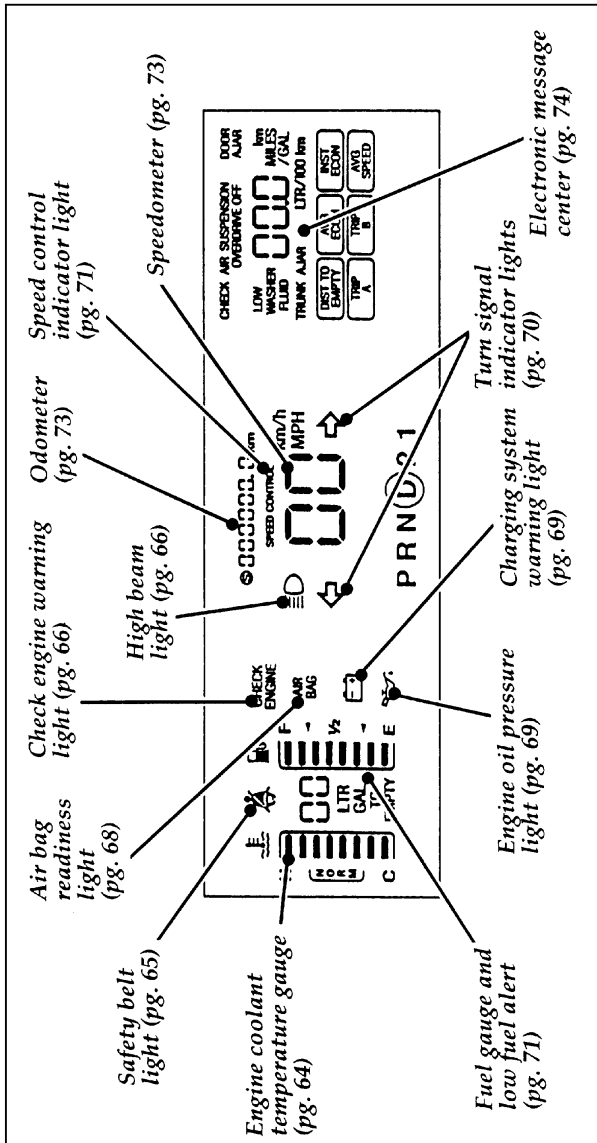 Air bag
readiness
light
(pg. 68)
Check engine warning
light (pg. 66)
Odometer
(pg. 73)
Speed control
indicator light
(pg. 71)
Safety belt
light (pg. 65)
High beam
light (pg. 66)
Speedometer (pg. 73)
Engine coolant
temperature gauge
(pg. 64)
NORM
C
LTR
GAL
F
1/2
E
CHECK
ENGINE
AIR
BAG
km
SPEED CONTROL
km/h
MPH
P R N D 2 1
CHECK AIR SUSPENSION
OVERDRIVE OFF
DOOR
AJAR
LOW
WASHER
FLUID
TRUNK AJAR
km
MILES
/GAL
LTR/100 km
DIST TO
EMPTY
INST
ECON
TRIP
A
TRIP
B
AVG
SPEED
Fuel gauge and
low fuel alert
(pg. 71)
Engine oil pressure
light (pg. 69)
Charging system
warning light
(pg. 69)
Turn signal
indicator lights
(pg. 70)
Electronic message
center (pg. 74)